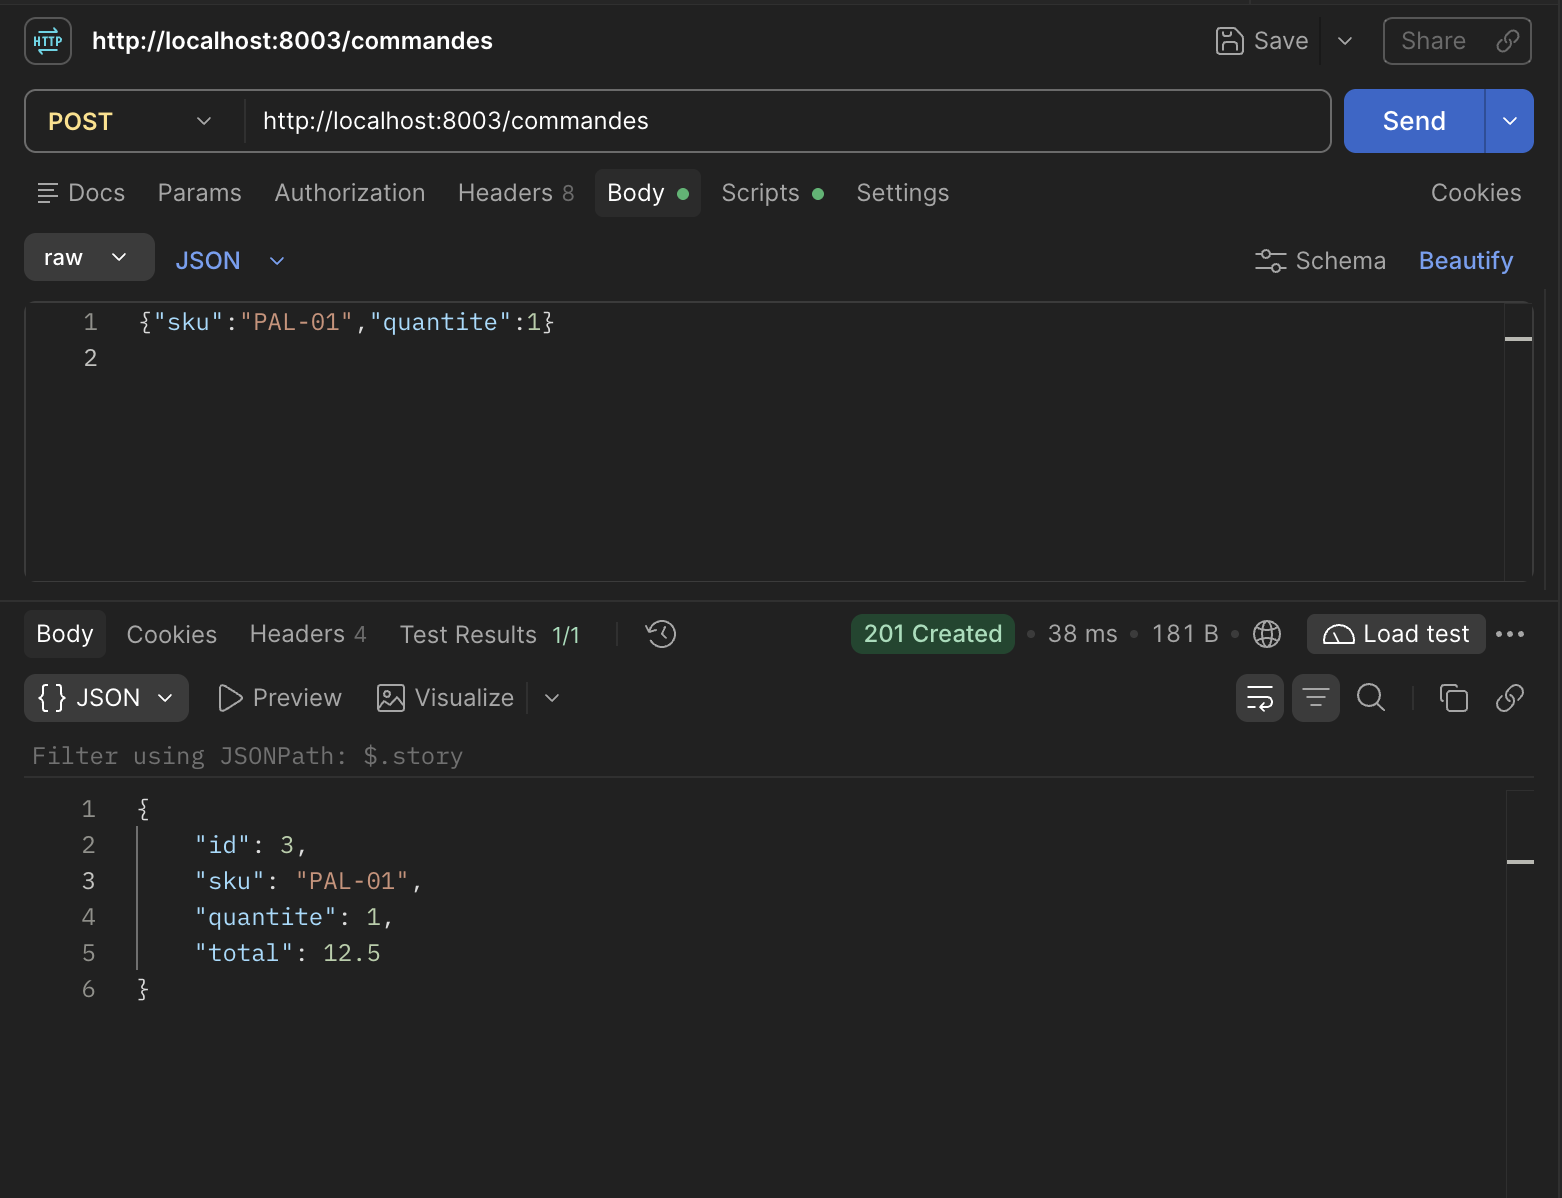 HTTP http://localhost:8003/commandes Save Share
POST http://localhost:8003/commandes Send
Docs Params Authorization Headers 8 Body Scripts Settings Cookies
raw JSON Schema Beautify
1 {"sku":"PAL-01","quantite":1}
2
Body Cookies Headers 4 Test Results 1/1 201 Created • 38 ms • 181 B • Load test
{} JSON Preview Visualize
Filter using JSONPath: $.story
1 {
2 "id": 3,
3 "sku": "PAL-01",
4 "quantite": 1,
5 "total": 12.5
6 }